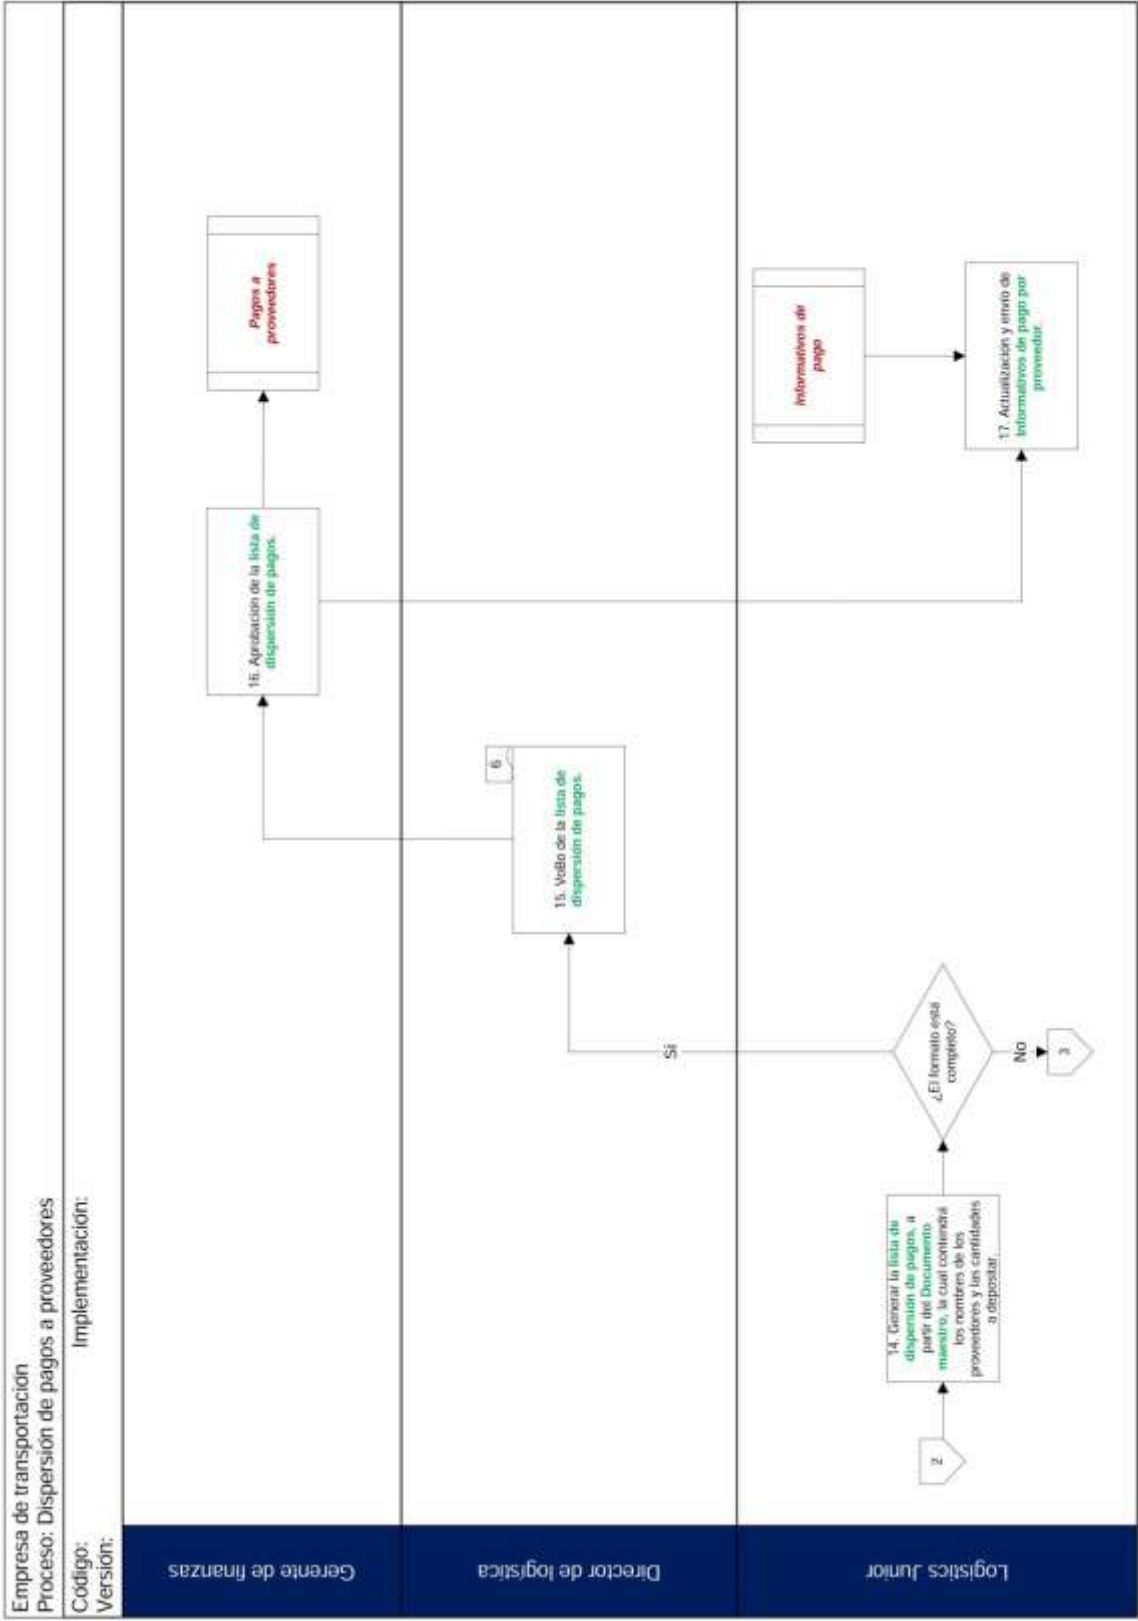 Empresa de transportación
Proceso: Dispersión de pagos a proveedores
Código:
Implementación:
Versión:
Gerente de finanzas
16. Aprobación de la lista de
dispersión de pagos.
Pagos a
proveedores
Director de logística
Si
15. VoBo de la lista de
dispersión de pagos.
6
Logistics Junior
2
14. Generar la lista de
dispersión de pagos, a
partir del Documento
maestro, la cual contendrá
los nombres de los
proveedores y las cantidades
a depositar.
¿El formato esta
completo?
No
3
Informativos de
pago
17. Actualización y envío de
Informativos de pago por
proveedor.